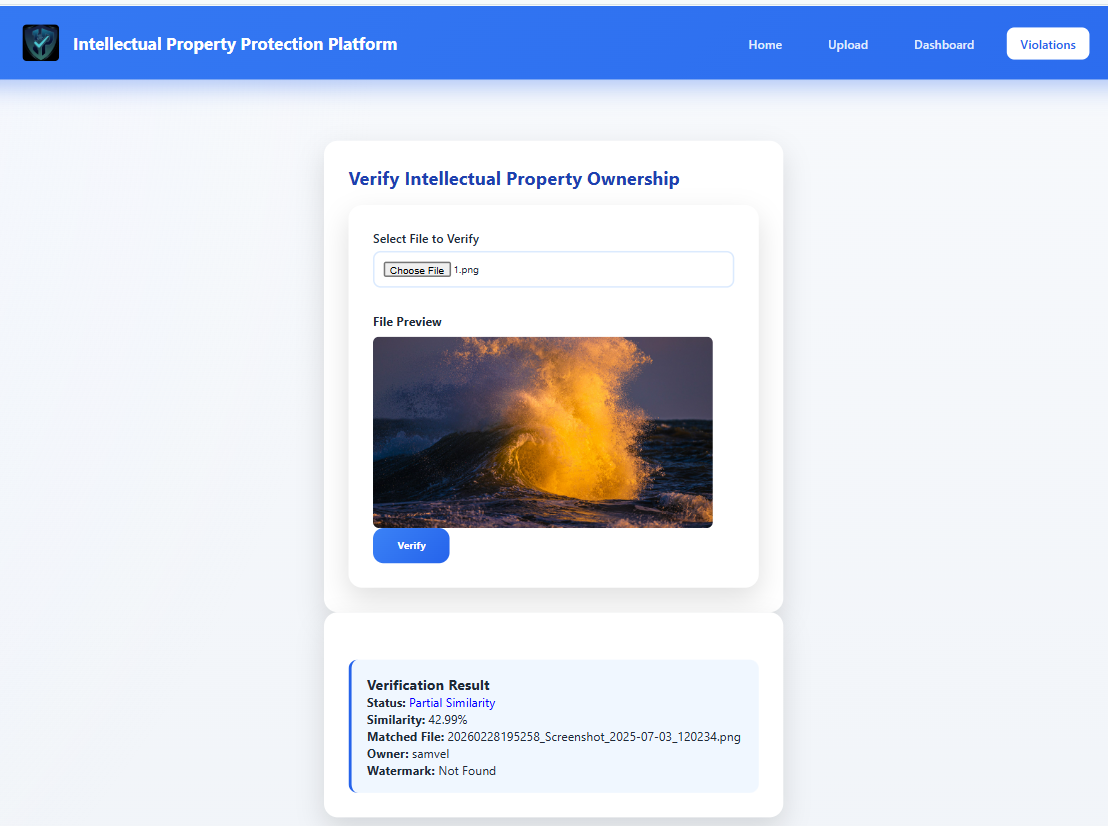 Intellectual Property Protection Platform
Home
Upload
Dashboard
Violations
Verify Intellectual Property Ownership
Select File to Verify
Choose File 1.png
File Preview
Verify
Verification Result
Status: Partial Similarity
Similarity: 42.99%
Matched File: 20260228195258_Screenshot_2025-07-03_120234.png
Owner: samvel
Watermark: Not Found